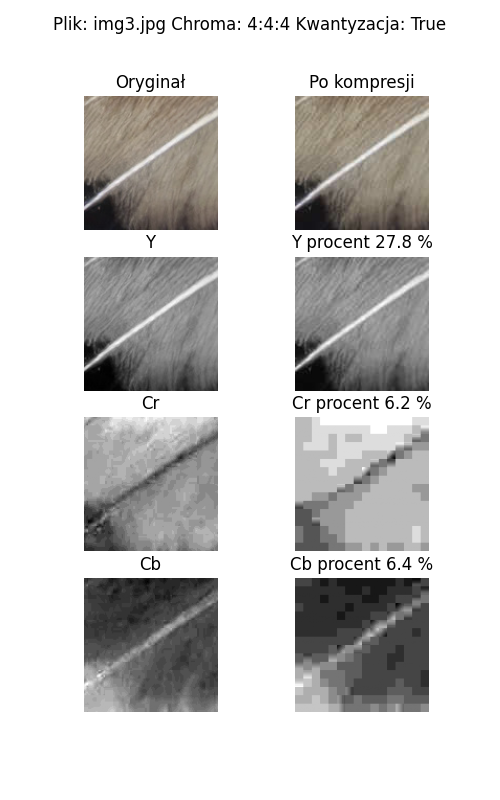 Plik: img3.jpg Chroma: 4:4:4 Kwantyzacja: True
Oryginał
Po kompresji
Y
Y procent 27.8 %
Cr
Cr procent 6.2 %
Cb
Cb procent 6.4 %